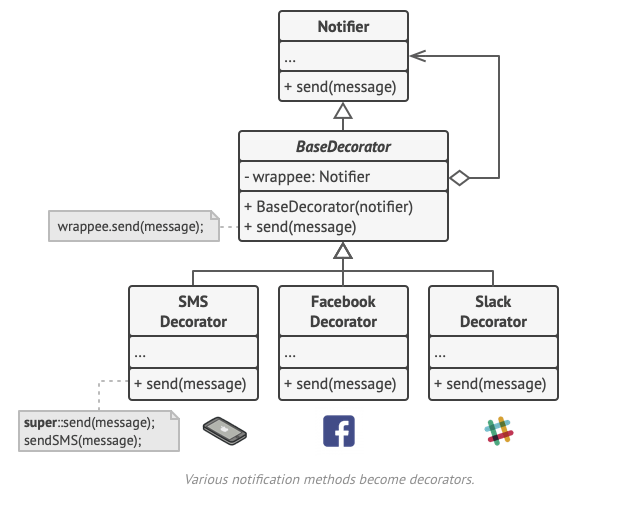 Notifier
...
+ send(message)
BaseDecorator
- wrappee: Notifier
+ BaseDecorator(notifier)
+ send(message)
wrappee.send(message);
SMS
Decorator
...
+ send(message)
Facebook
Decorator
...
+ send(message)
Slack
Decorator
...
+ send(message)
super::send(message);
sendSMS(message);
Various notification methods become decorators.